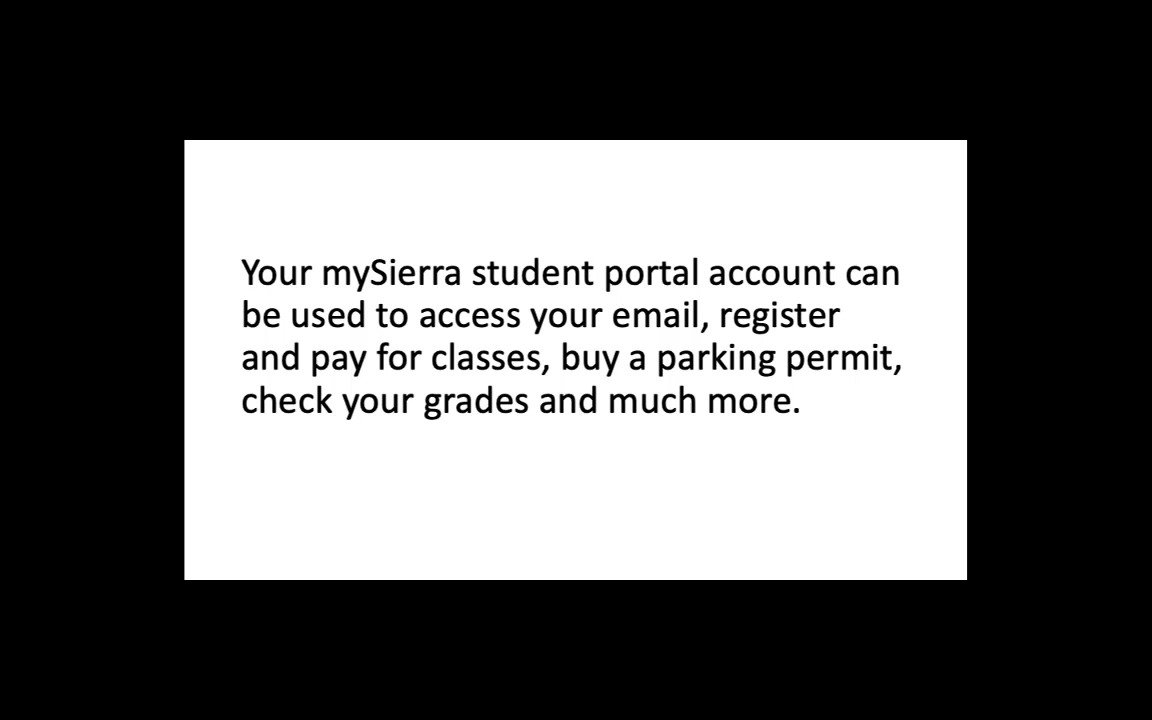 Your mySierra student portal account can
be used to access your email, register
and pay for classes, buy a parking permit,
check your grades and much more.